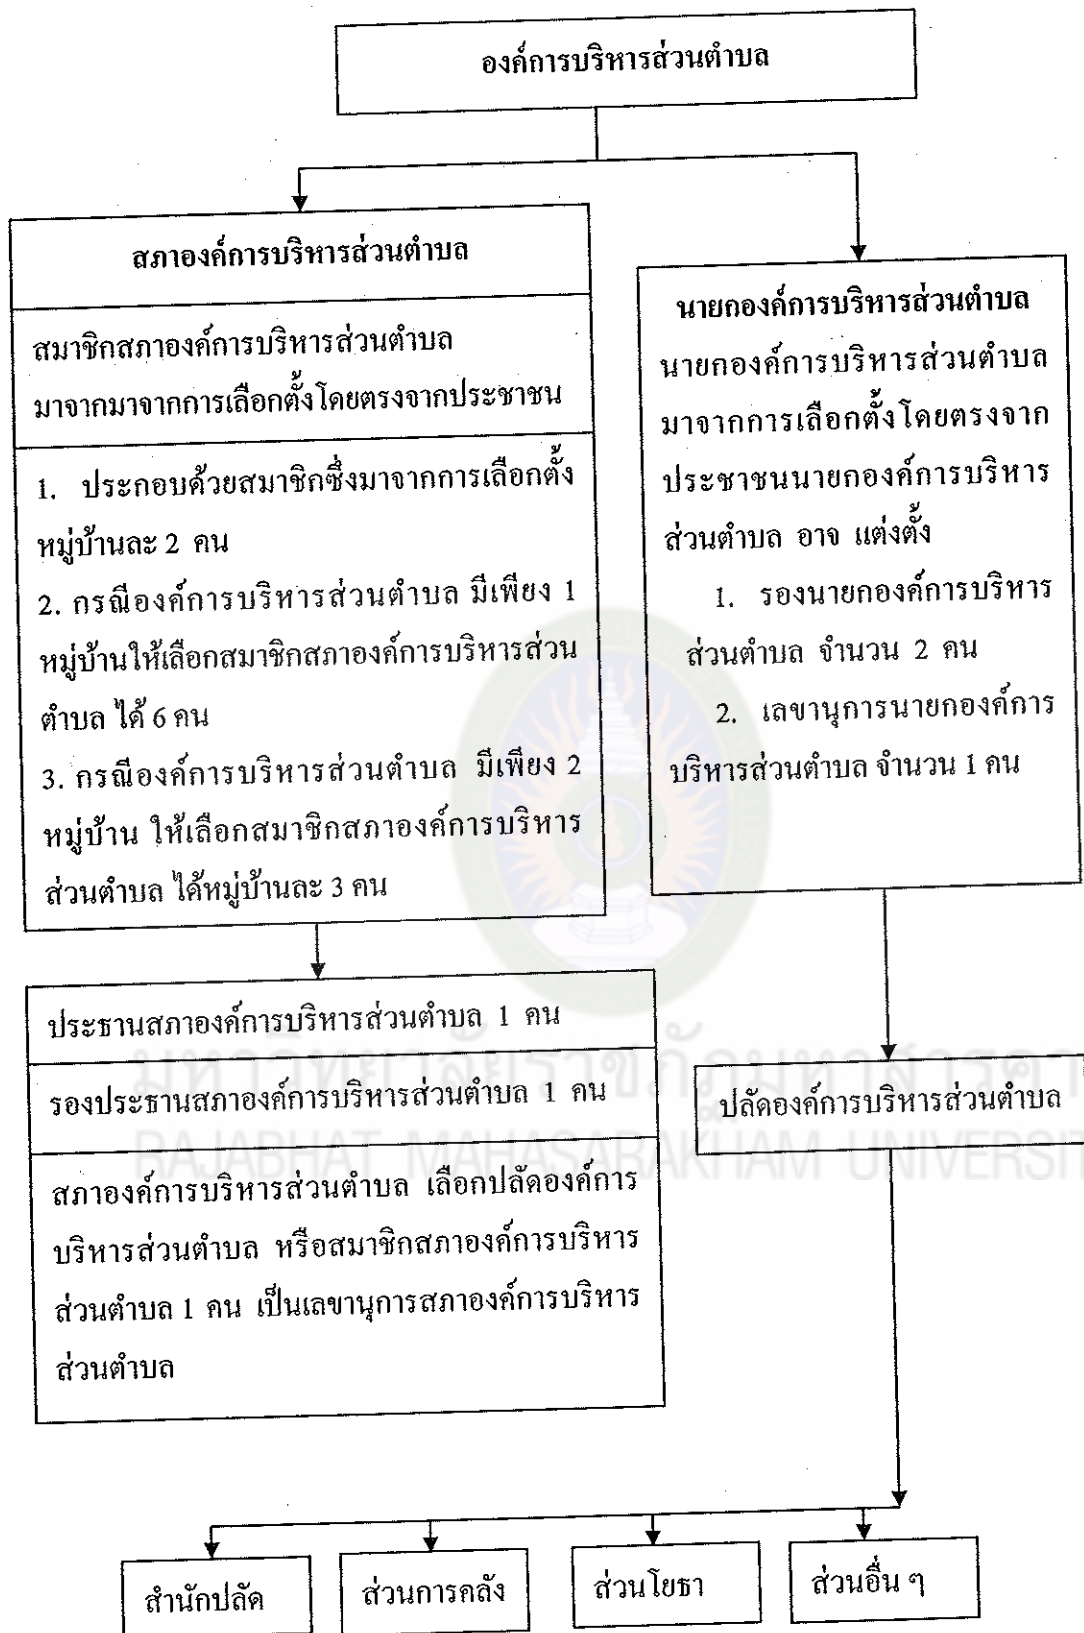 องค์การบริหารส่วนตำบล
สภาองค์การบริหารส่วนตำบล
สมาชิกสภาองค์การบริหารส่วนตำบล
มาจากมาจากการเลือกตั้งโดยตรงจากประชาชน
1. ประกอบด้วยสมาชิกซึ่งมาจากการเลือกตั้ง
หมู่บ้านละ 2 คน
2. กรณีองค์การบริหารส่วนตำบล มีเพียง 1
หมู่บ้านให้เลือกสมาชิกสภาองค์การบริหารส่วน
ตำบล ได้ 6 คน
3. กรณีองค์การบริหารส่วนตำบล มีเพียง 2
หมู่บ้าน ให้เลือกสมาชิกสภาองค์การบริหาร
ส่วนตำบล ได้หมู่บ้านละ 3 คน
นายกองค์การบริหารส่วนตำบล
นายกองค์การบริหารส่วนตำบล
มาจากการเลือกตั้งโดยตรงจาก
ประชาชนนายกองค์การบริหาร
ส่วนตำบล อาจ แต่งตั้ง
1. รองนายกองค์การบริหาร
ส่วนตำบล จำนวน 2 คน
2. เลขานุการนายกองค์การ
บริหารส่วนตำบล จำนวน 1 คน
ประธานสภาองค์การบริหารส่วนตำบล 1 คน
รองประธานสภาองค์การบริหารส่วนตำบล 1 คน
สภาองค์การบริหารส่วนตำบล เลือกปลัดองค์การ
บริหารส่วนตำบล หรือสมาชิกสภาองค์การบริหาร
ส่วนตำบล 1 คน เป็นเลขานุการสภาองค์การบริหาร
ส่วนตำบล
ปลัดองค์การบริหารส่วนตำบล
มหาวิทยาลัยราชภัฏมหาสารคา
RAJABHAT MAHASARAKHAM UNIVERSIT
สำนักปลัด
ส่วนการคลัง
ส่วนโยธา
ส่วนอื่น ๆ